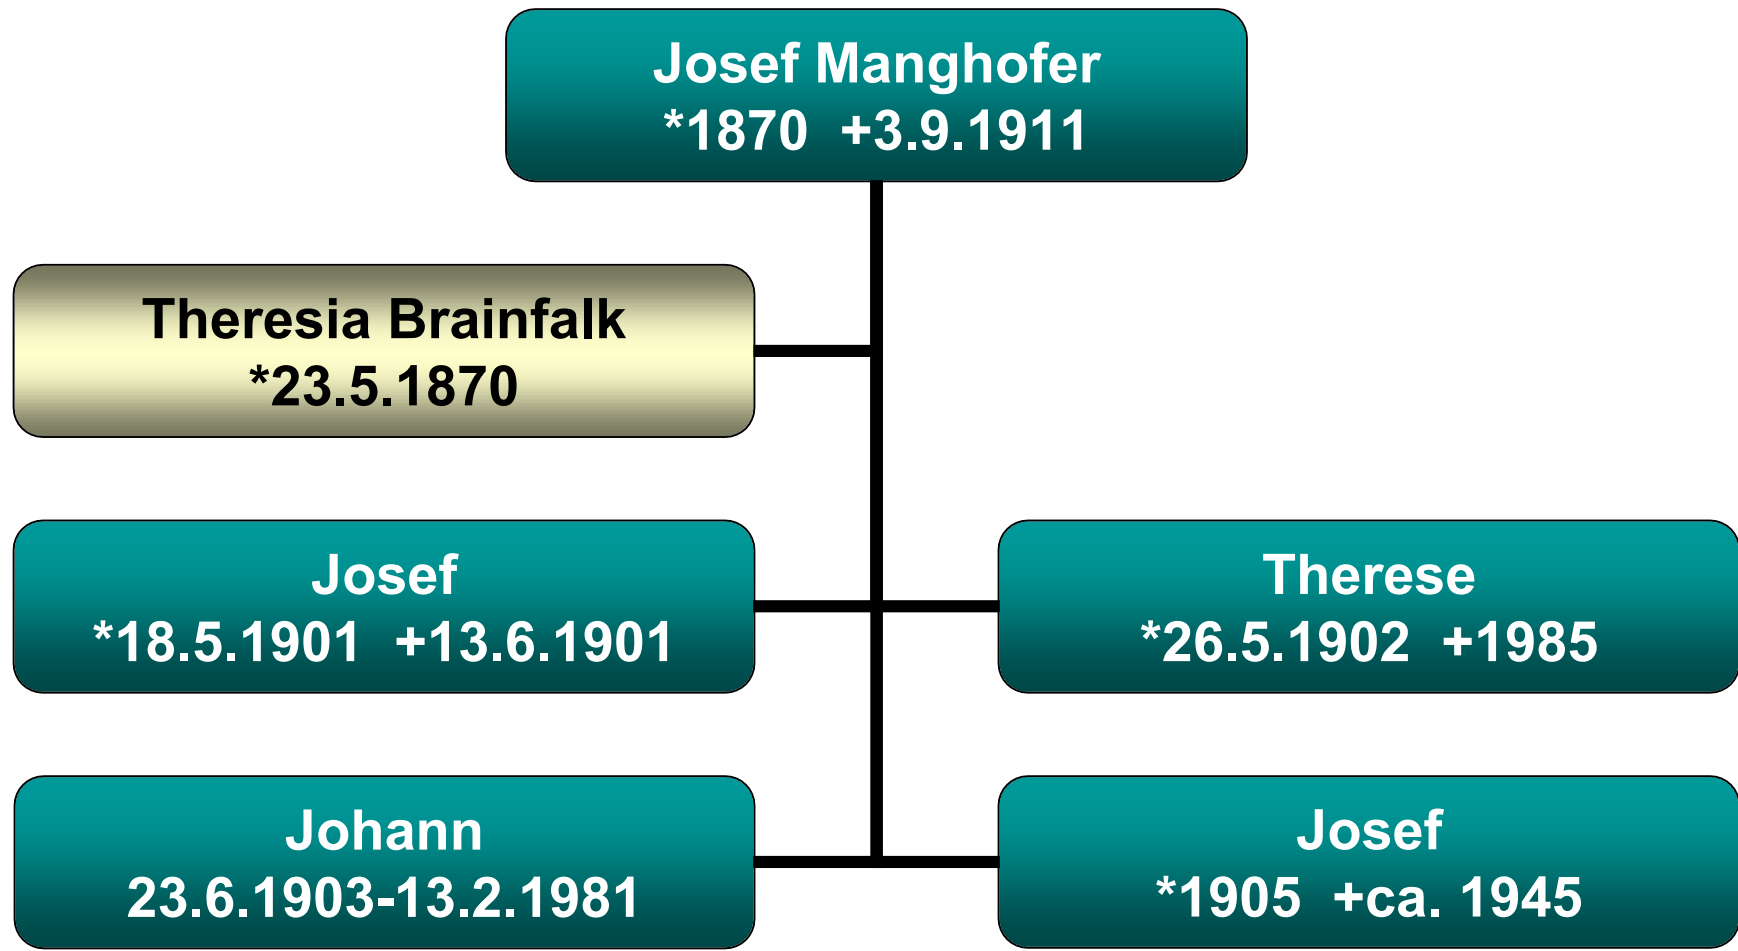 Josef Manghofer
*1870 +3.9.1911
Theresia Brainfalk
*23.5.1870
Josef
*18.5.1901 +13.6.1901
Therese
*26.5.1902 +1985
Johann
23.6.1903-13.2.1981
Josef
*1905 +ca. 1945